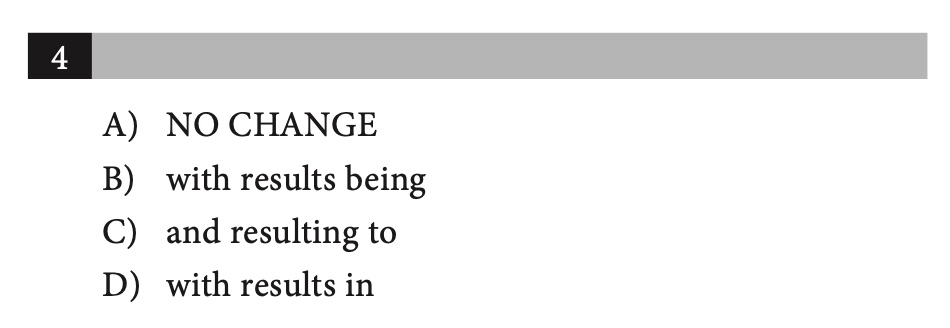 4
A) NO CHANGE
B) with results being
C) and resulting to
D) with results in